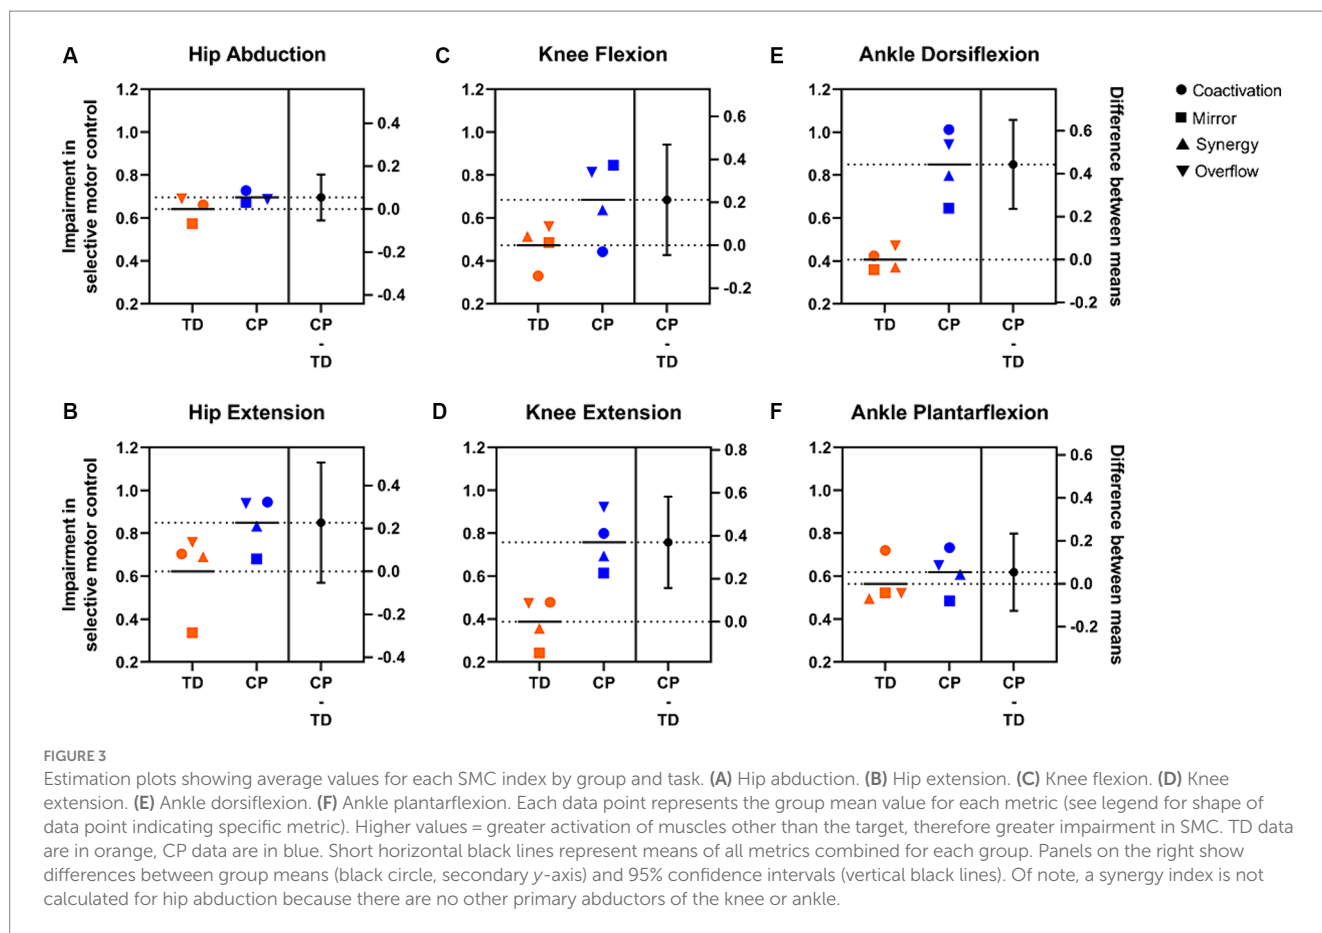 A Hip Abduction
Impairment in
selective motor control
1.2
1.0
0.8
0.6
0.4
0.2
0.4
0.2
0.0
-0.2
-0.4
TD CP CP
-
TD
C Knee Flexion
1.2
1.0
0.8
0.6
0.4
0.2
0.6
0.4
0.2
0.0
-0.2
TD CP CP
-
TD
E Ankle Dorsiflexion
1.2
1.0
0.8
0.6
0.4
0.2
0.6
0.4
0.2
0.0
-0.2
Difference between means
TD CP CP
-
TD
Coactivation
Mirror
Synergy
Overflow
B Hip Extension
Impairment in
selective motor control
1.2
1.0
0.8
0.6
0.4
0.2
0.4
0.2
0.0
-0.2
-0.4
TD CP CP
-
TD
D Knee Extension
1.2
1.0
0.8
0.6
0.4
0.2
0.8
0.6
0.4
0.2
0.0
TD CP CP
-
TD
F Ankle Plantarflexion
1.2
1.0
0.8
0.6
0.4
0.2
0.6
0.4
0.2
0.0
-0.2
Difference between means
TD CP CP
-
TD
FIGURE 3
Estimation plots showing average values for each SMC index by group and task. (A) Hip abduction. (B) Hip extension. (C) Knee flexion. (D) Knee
extension. (E) Ankle dorsiflexion. (F) Ankle plantarflexion. Each data point represents the group mean value for each metric (see legend for shape of
data point indicating specific metric). Higher values = greater activation of muscles other than the target, therefore greater impairment in SMC. TD data
are in orange, CP data are in blue. Short horizontal black lines represent means of all metrics combined for each group. Panels on the right show
differences between group means (black circle, secondary y-axis) and 95% confidence intervals (vertical black lines). Of note, a synergy index is not
calculated for hip abduction because there are no other primary abductors of the knee or ankle.